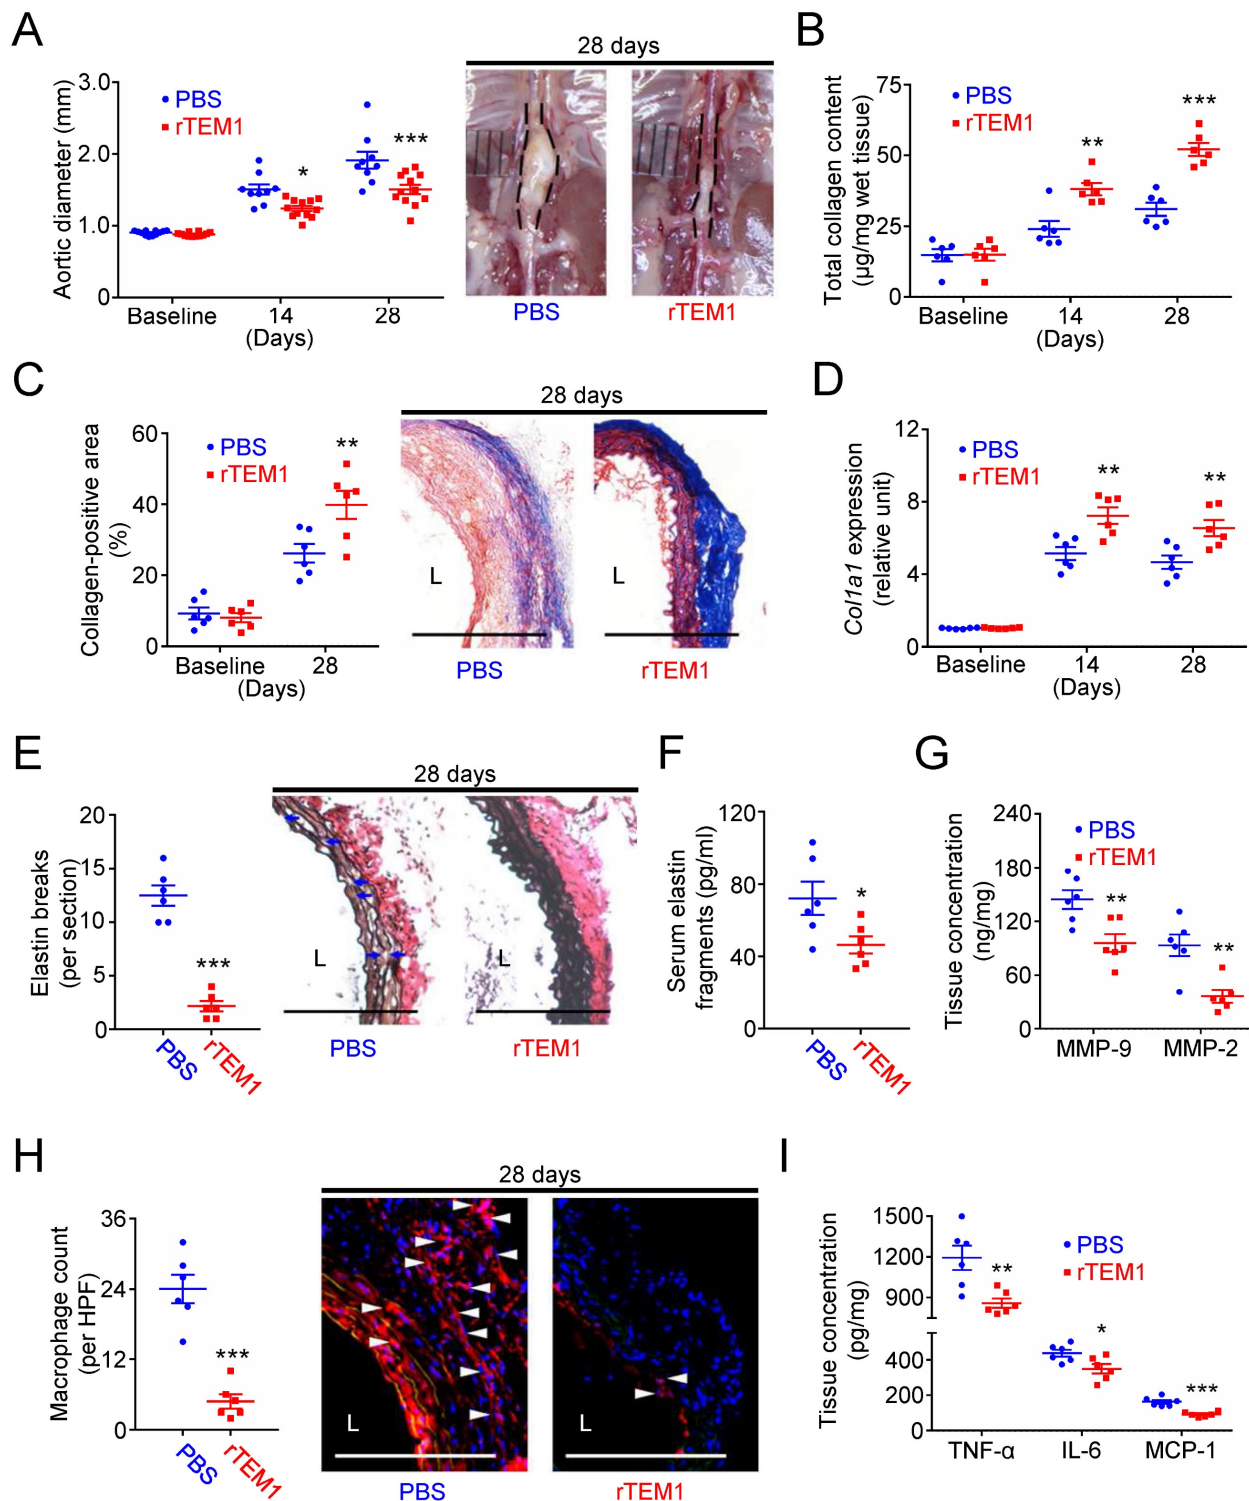 A
Aortic diameter (mm)
3.0
2.0
1.0
0
PBS
rTEM1
*
***
Baseline
14
28
(Days)
28 days
PBS
rTEM1
B
Total collagen content
(µg/mg wet tissue)
75
50
25
0
PBS
rTEM1
**
***
Baseline
14
28
(Days)
C
Collagen-positive area
(%)
60
40
20
0
PBS
rTEM1
**
Baseline
28
(Days)
28 days
L
L
PBS
rTEM1
D
Col1a1 expression
(relative unit)
12
8
4
0
PBS
rTEM1
**
**
Baseline
14
28
(Days)
E
Elastin breaks
(per section)
20
15
10
5
0
***
PBS
rTEM1
28 days
L
L
PBS
rTEM1
F
Serum elastin
fragments (pg/ml)
120
80
40
0
*
PBS
rTEM1
G
Tissue concentration
(ng/mg)
240
180
120
60
0
PBS
rTEM1
**
**
MMP-9
MMP-2
H
Macrophage count
(per HPF)
36
24
12
0
***
PBS
rTEM1
28 days
L
L
PBS
rTEM1
I
Tissue concentration
(pg/mg)
1500
1200
900
400
200
0
PBS
rTEM1
**
*
***
TNF-α
IL-6
MCP-1